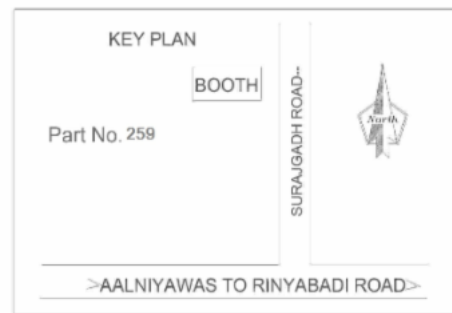 KEY PLAN
BOOTH
Part No. 259
SURAJGADH ROAD--
North
>AALNIYAWAS TO RINYABADI ROAD>